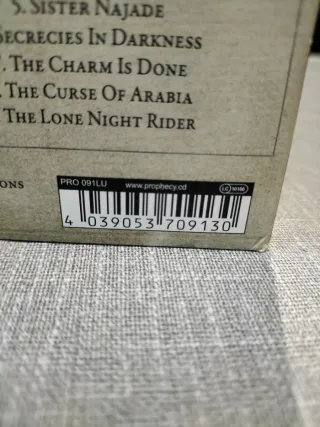 5. SISTER NAJADE
SECRECIES IN DARKNESS
. THE CHARM IS DONE
. THE CURSE OF ARABIA
THE LONE NIGHT RIDER
ONS
PRO 091LU www.prophecy.cd LC 10180
4 039053 709130